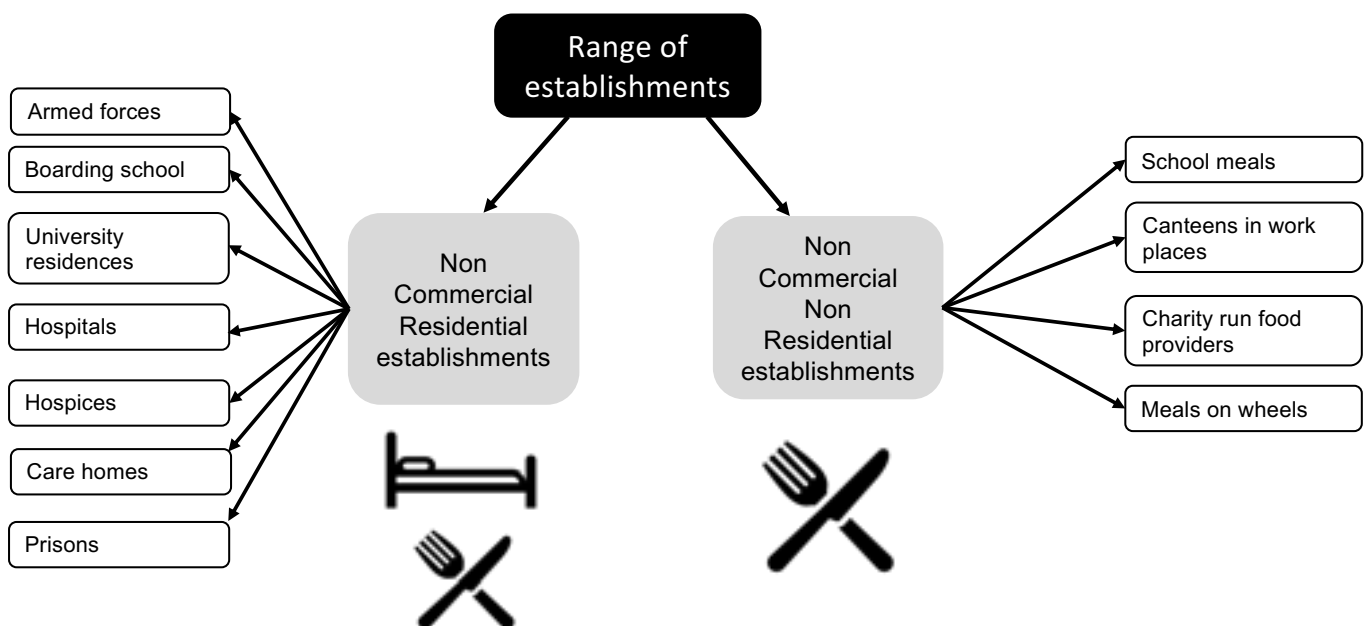 Range of
establishments
Armed forces
Boarding school
University
residences
Hospitals
Hospices
Care homes
Prisons
Non
Commercial
Residential
establishments
Non
Commercial
Non
Residential
establishments
School meals
Canteens in work
places
Charity run food
providers
Meals on wheels